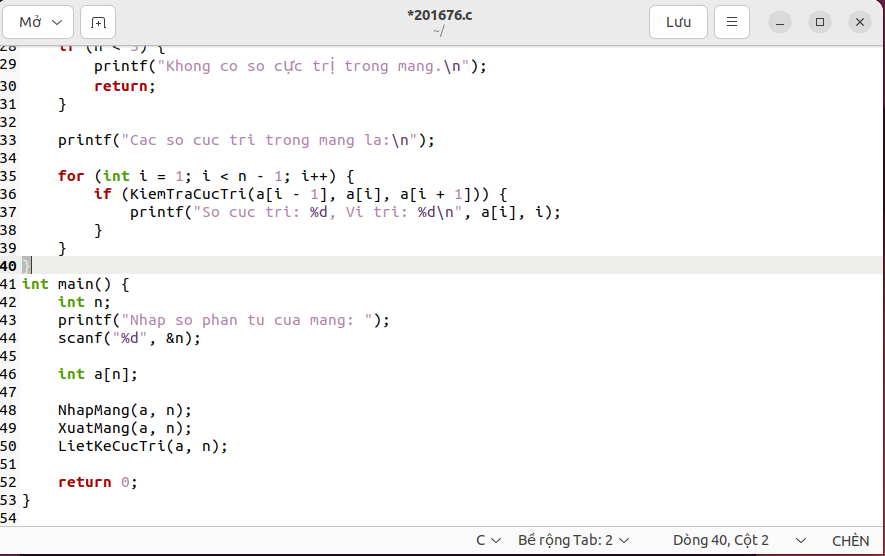 Mở
*201676.c
~/
Lưu
28 if (n < 3) {
29 printf("Khong co so cực trị trong mang.\n");
30 return;
31 }
32
33 printf("Cac so cuc tri trong mang la:\n");
34
35 for (int i = 1; i < n - 1; i++) {
36 if (KiemTraCucTri(a[i - 1], a[i], a[i + 1])) {
37 printf("So cuc tri: %d, Vi tri: %d\n", a[i], i);
38 }
39 }
40 }
41 int main() {
42 int n;
43 printf("Nhap so phan tu cua mang: ");
44 scanf("%d", &n);
45
46 int a[n];
47
48 NhapMang(a, n);
49 XuatMang(a, n);
50 LietKeCucTri(a, n);
51
52 return 0;
53 }
54
C Bề rộng Tab: 2 Dòng 40, Cột 2 CHÈN